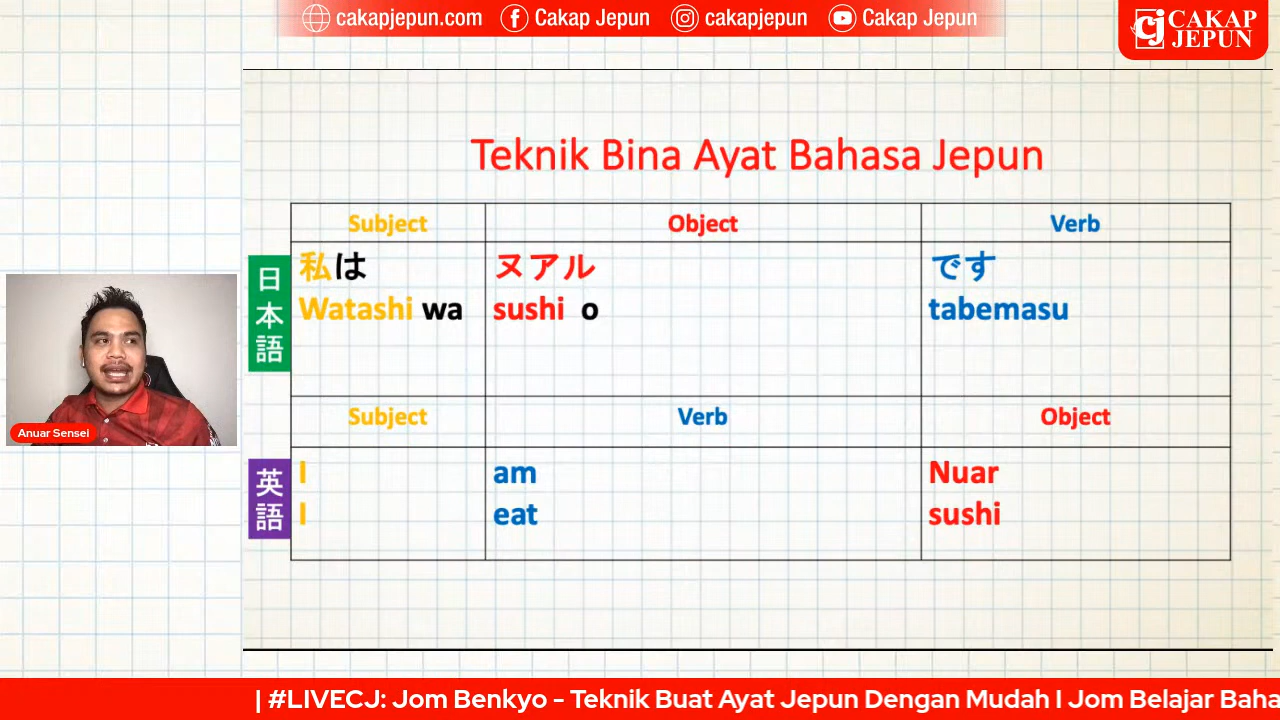 cakapjepun.com Cakap Jepun cakapjepun Cakap Jepun
cj CAKAP
JEPUN
Teknik Bina Ayat Bahasa Jepun
Subject Object Verb
日本語
私は ヌアル です
Watashi wa sushi o tabemasu
Subject Verb Object
英語
I am Nuar
I eat sushi
Anuar Sensei
| #LIVECJ: Jom Benkyo - Teknik Buat Ayat Jepun Dengan Mudah I Jom Belajar Baha